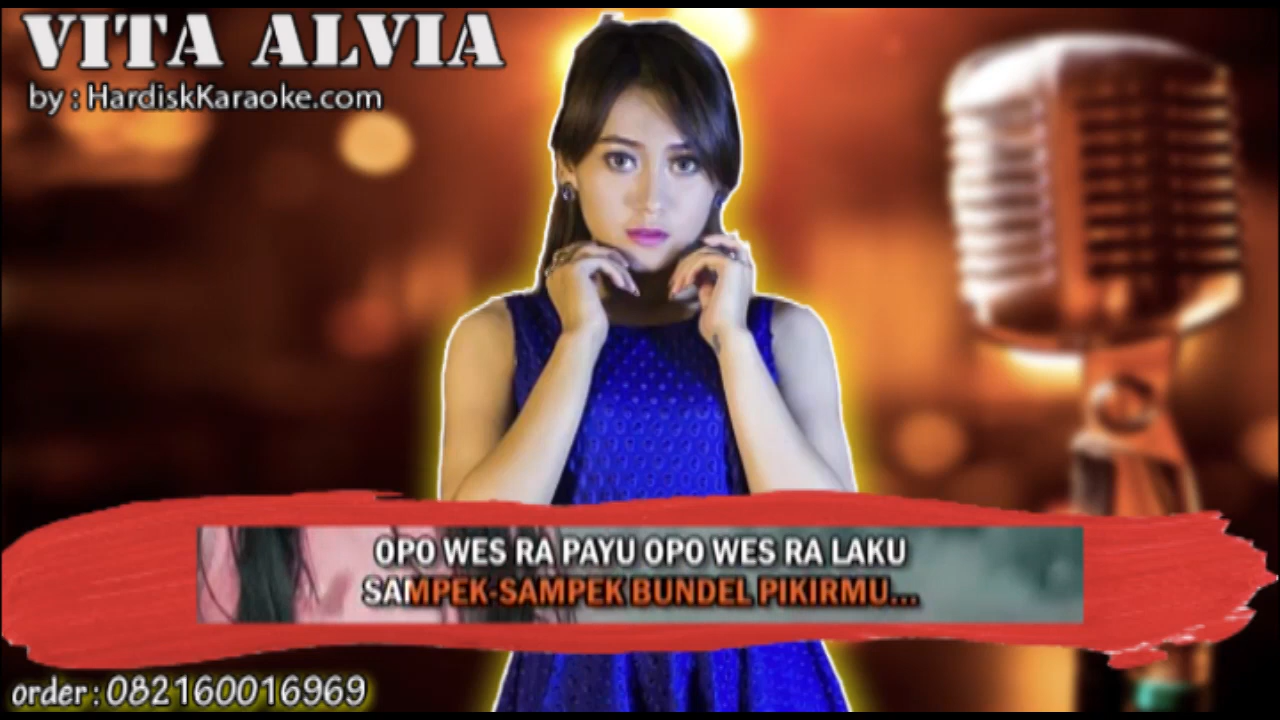 VITA ALVIA
by : HardiskKaraoke.com
OPO WES RA PAYU OPO WES RA LAKU
SAMPEK-SAMPEK BUNDEL PIKIRMU...
order : 082160016969